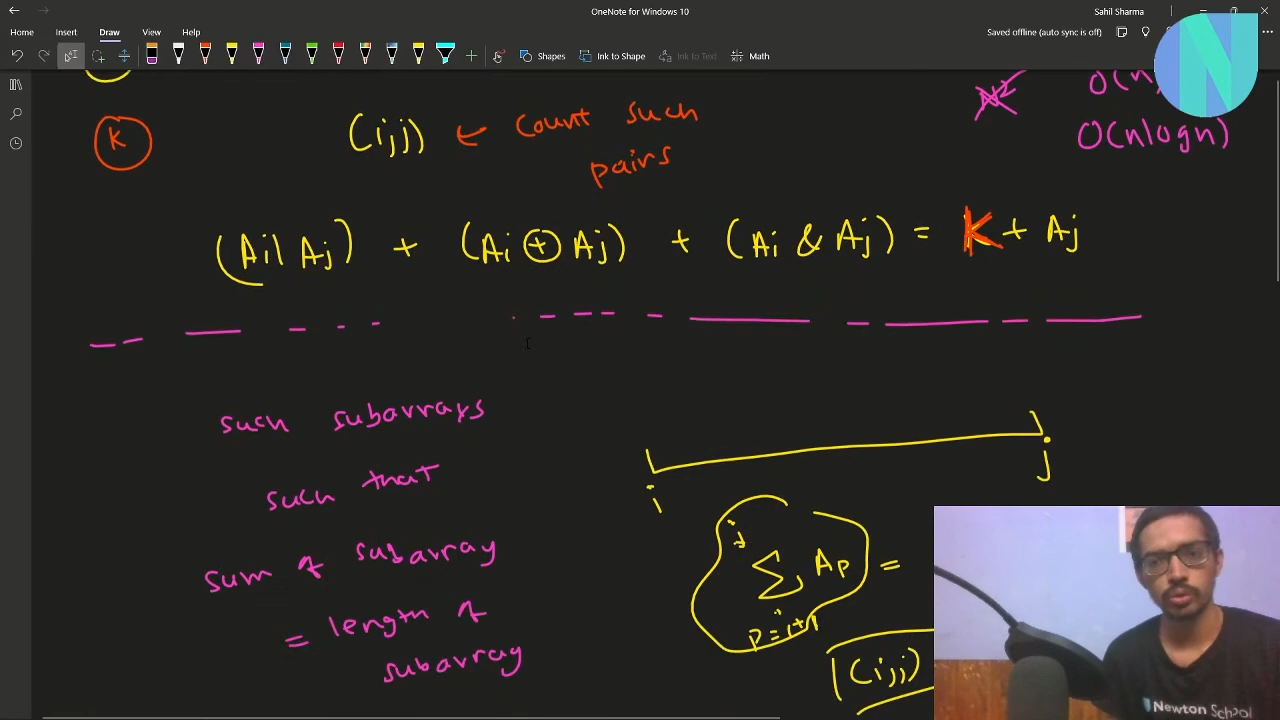 OneNote for Windows 10
Sahil Sharma
Home Insert Draw View Help
Saved offline (auto sync is off)
Shapes Ink to Shape Ink to Text Math
K
(i,j) ← Count such
pairs
N²
O(n
O(nlogn)
(Ai | Aj) + (Ai ⊕ Aj) + (Ai & Aj) = K + Aj
such subarrays
such that
sum of subarray
= length of
subarray
i
j
j
Σ Ap =
p=i+1
(i,j)
Newton School